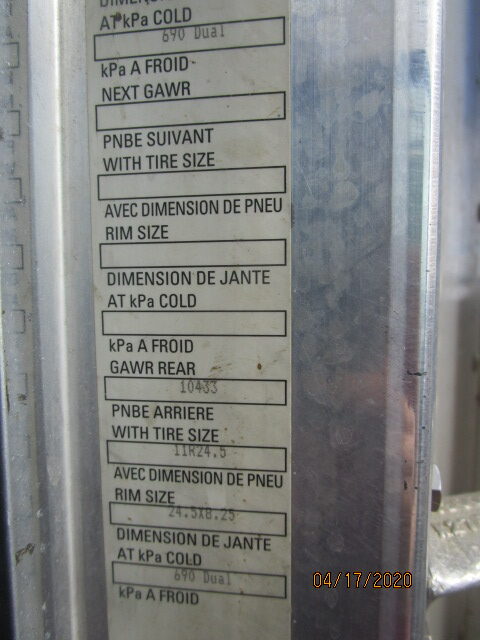 AT kPa COLD
690 Dual
kPa A FROID
NEXT GAWR
PNBE SUIVANT
WITH TIRE SIZE
AVEC DIMENSION DE PNEU
RIM SIZE
DIMENSION DE JANTE
AT kPa COLD
kPa A FROID
GAWR REAR
10433
PNBE ARRIERE
WITH TIRE SIZE
11R24.5
AVEC DIMENSION DE PNEU
RIM SIZE
24.5X8.25
DIMENSION DE JANTE
AT kPa COLD
690 Dual
kPa A FROID
04/17/2020